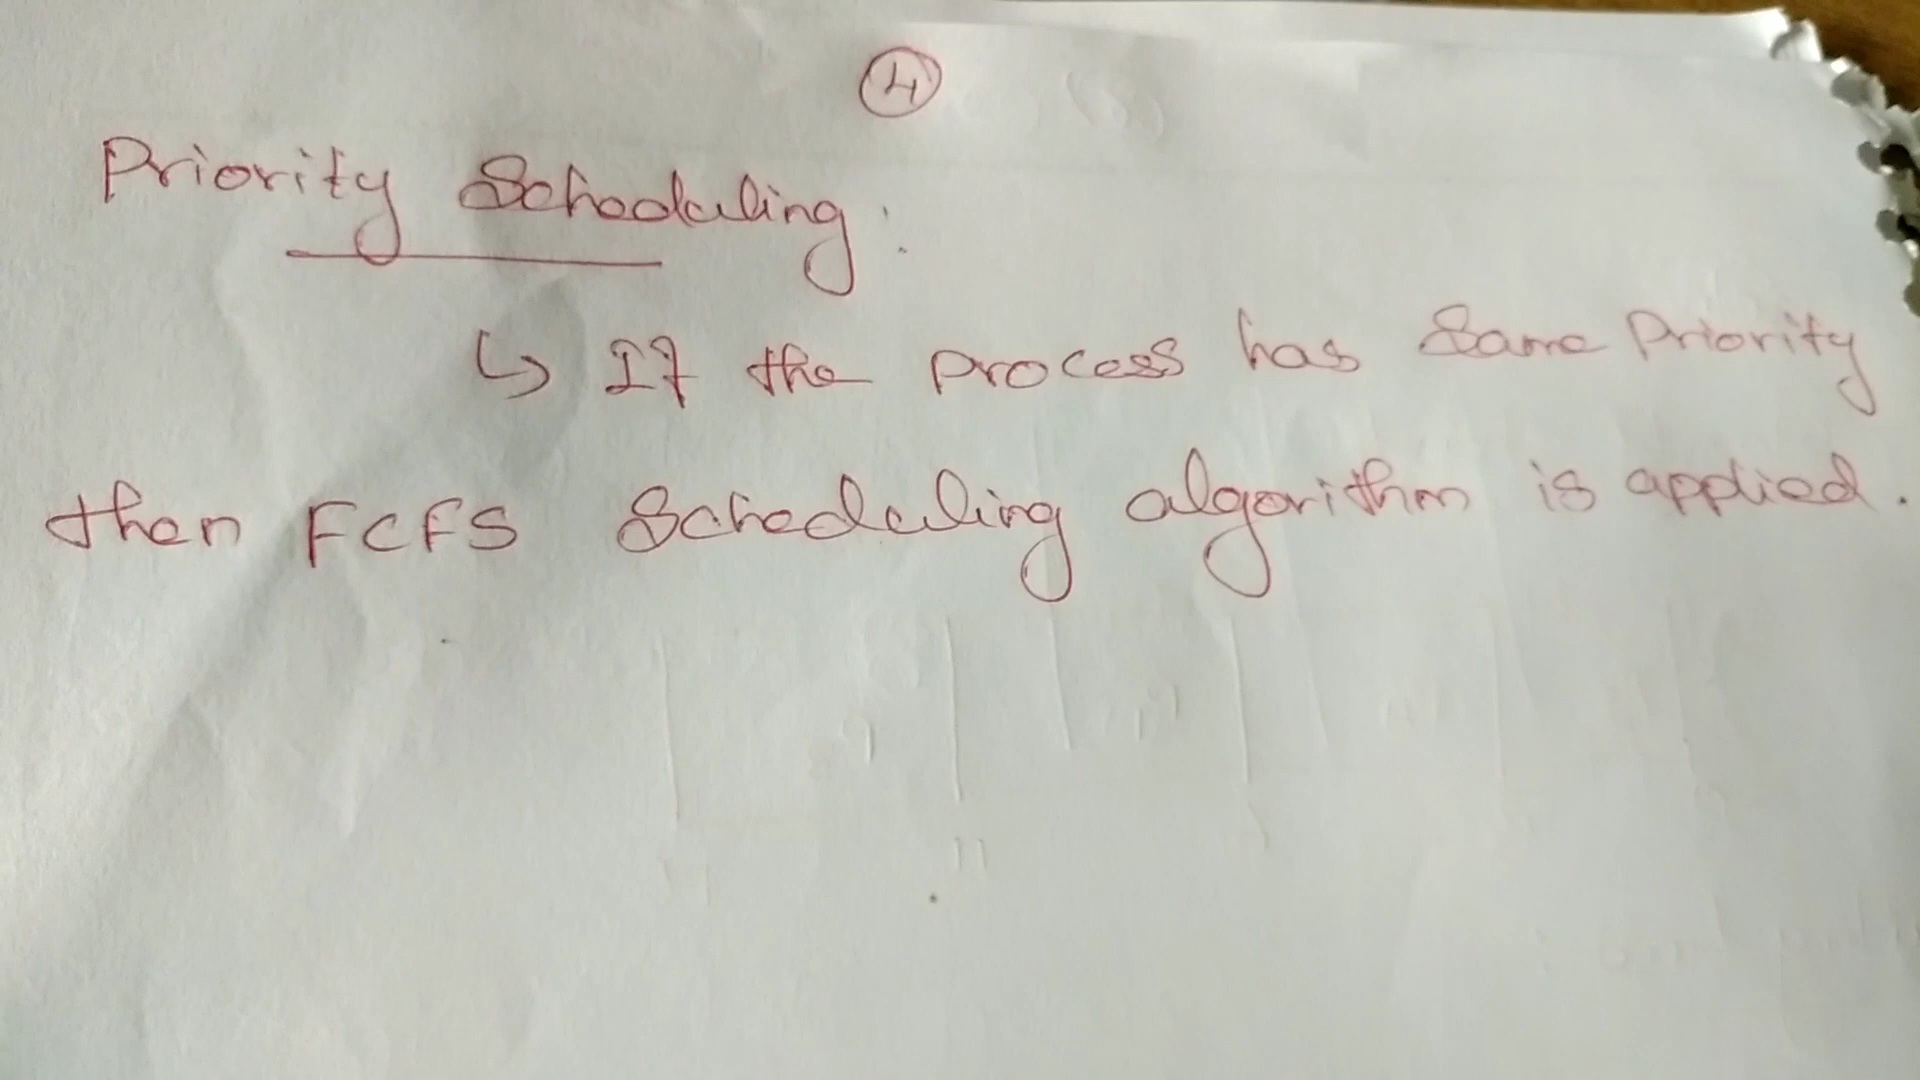 4
Priority Scheduling:
↳ If the process has same Priority
then FCFS Scheduling algorithm is applied.